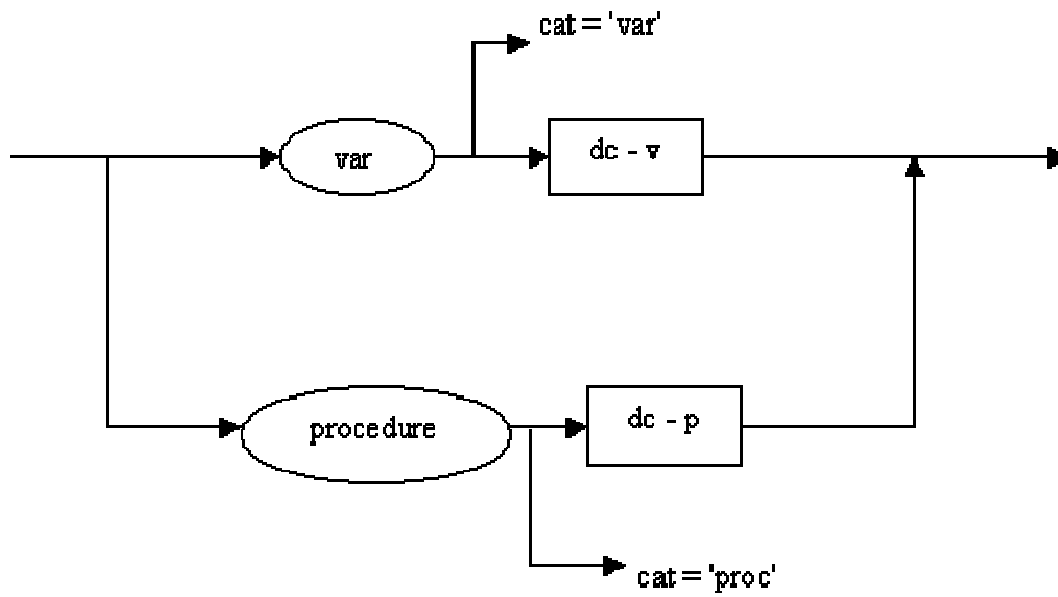 cat = 'var'
var
dc - v
procedure
dc - p
cat = 'proc'